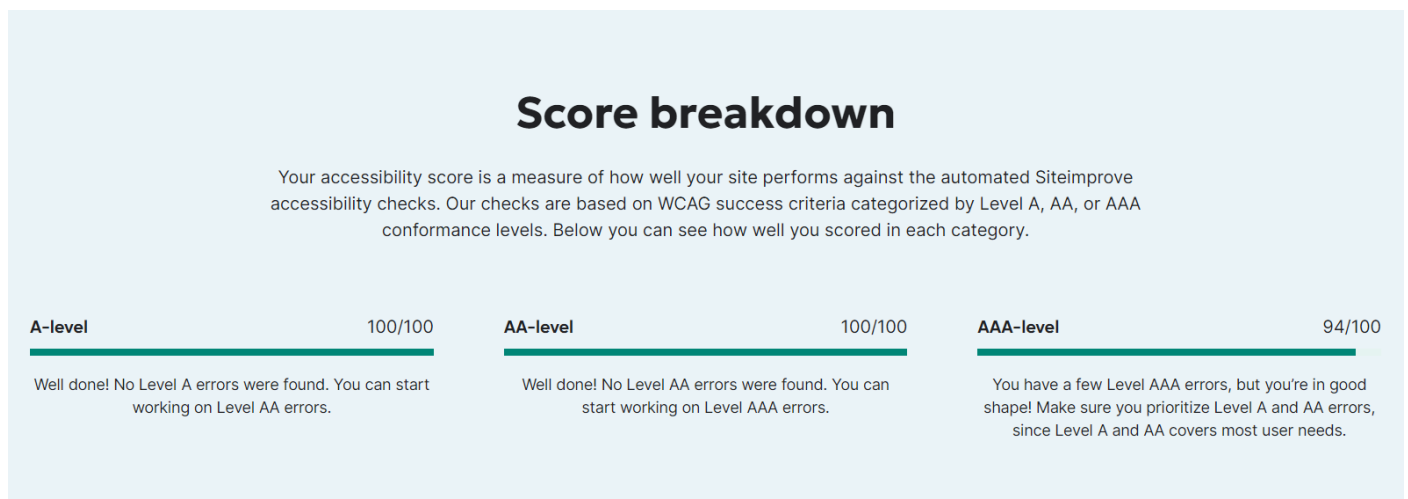 Score breakdown
Your accessibility score is a measure of how well your site performs against the automated Siteimprove
accessibility checks. Our checks are based on WCAG success criteria categorized by Level A, AA, or AAA
conformance levels. Below you can see how well you scored in each category.
A-level 100/100
Well done! No Level A errors were found. You can start
working on Level AA errors.
AA-level 100/100
Well done! No Level AA errors were found. You can
start working on Level AAA errors.
AAA-level 94/100
You have a few Level AAA errors, but you're in good
shape! Make sure you prioritize Level A and AA errors,
since Level A and AA covers most user needs.